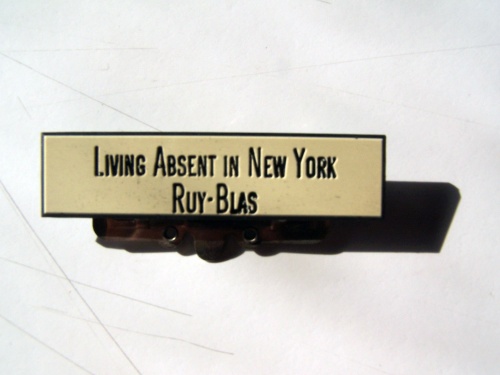 Living Absent in New York
Ruy-Blas